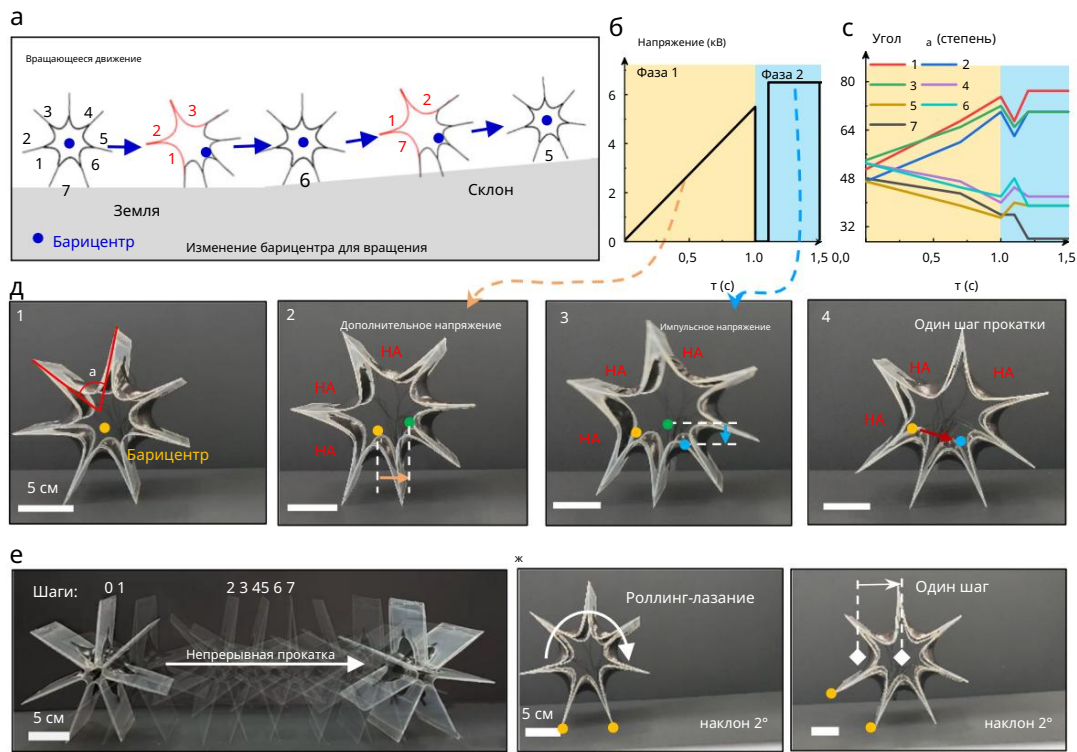 а
Вращающееся движение
3 4
2 5
1 6
7
3
2
1
6
2
1
7
5
Земля
Склон
Барицентр
Изменение барицентра для вращения
б
Напряжение (кВ)
Фаза 1
Фаза 2
6
4
2
0
0,5 1.0 1,5
т (с)
с
Угол а (степень)
1 2
3 4
5 6
7
80
64
48
32
0,0 0,5 1.0 1,5
т (с)
д
1
а
Барицентр
5 см
2
Дополнительное напряжение
НА
НА
НА
3
Импульсное напряжение
НА
НА
НА
4
Один шаг прокатки
НА
НА
НА
е
Шаги: 0 1 2 3 45 6 7
Непрерывная прокатка
5 см
ж
Роллинг-лазание
5 см
наклон 2°
Один шаг
наклон 2°